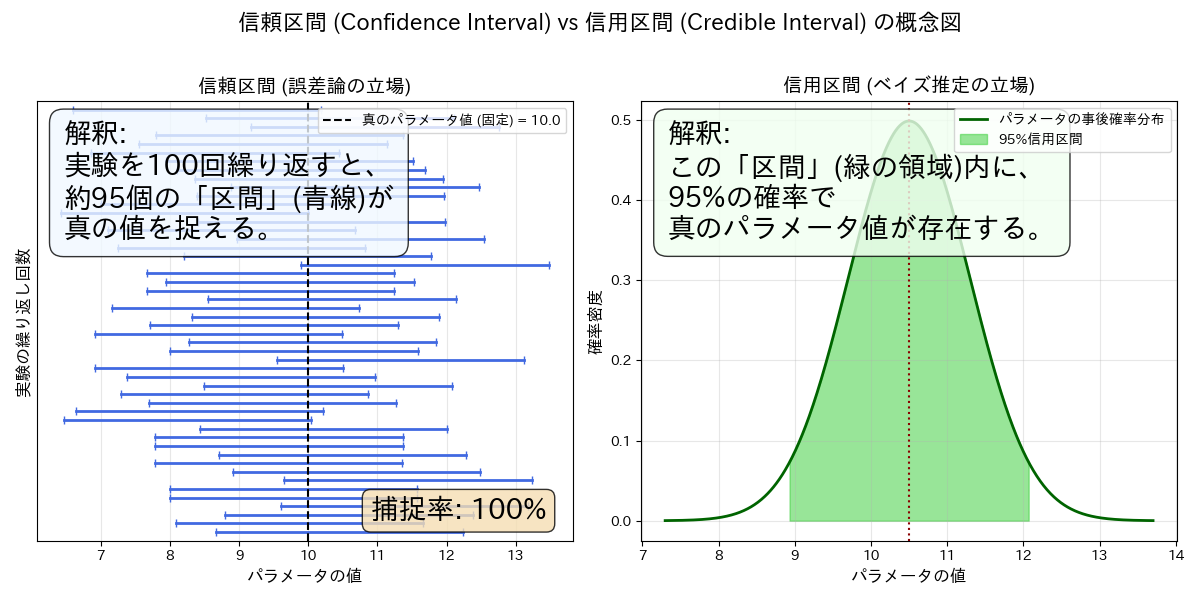 信頼区間 (Confidence Interval) vs 信用区間 (Credible Interval) の概念図
信頼区間 (誤差論の立場)
真のパラメータ値 (固定) = 10.0
解釈:
実験を100回繰り返すと、
約95個の「区間」(青線)が
真の値を捉える。
実験の繰り返し回数
捕捉率: 100%
7 8 9 10 11 12 13
パラメータの値
信用区間 (ベイズ推定の立場)
パラメータの事後確率分布
95%信用区間
解釈:
この「区間」(緑の領域)内に、
95%の確率で
真のパラメータ値が存在する。
確率密度
0.5
0.4
0.3
0.2
0.1
0.0
7 8 9 10 11 12 13 14
パラメータの値